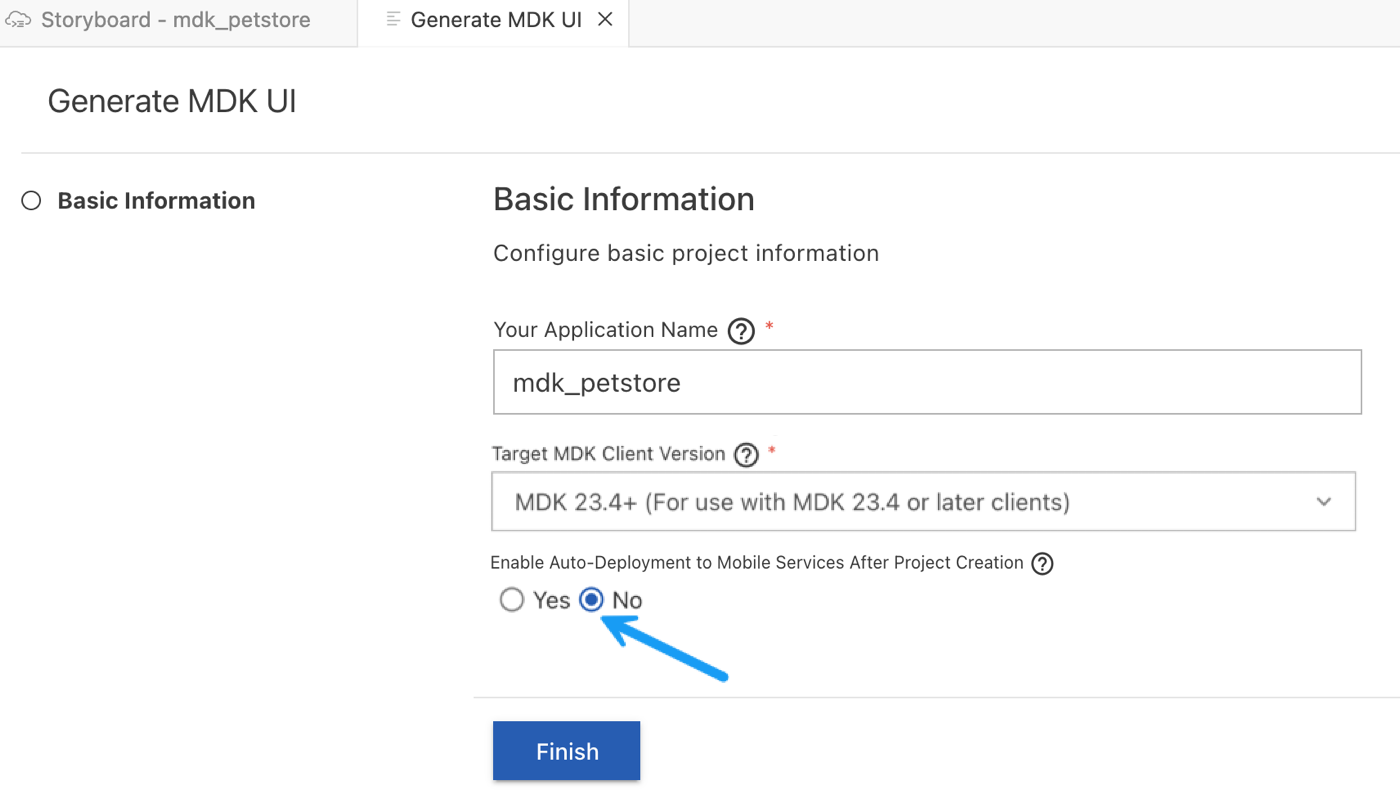 Storyboard - mdk_petstore
Generate MDK UI
Generate MDK UI
Basic Information
Basic Information
Configure basic project information
Your Application Name ? *
mdk_petstore
Target MDK Client Version ? *
MDK 23.4+ (For use with MDK 23.4 or later clients)
Enable Auto-Deployment to Mobile Services After Project Creation ?
Yes No
Finish